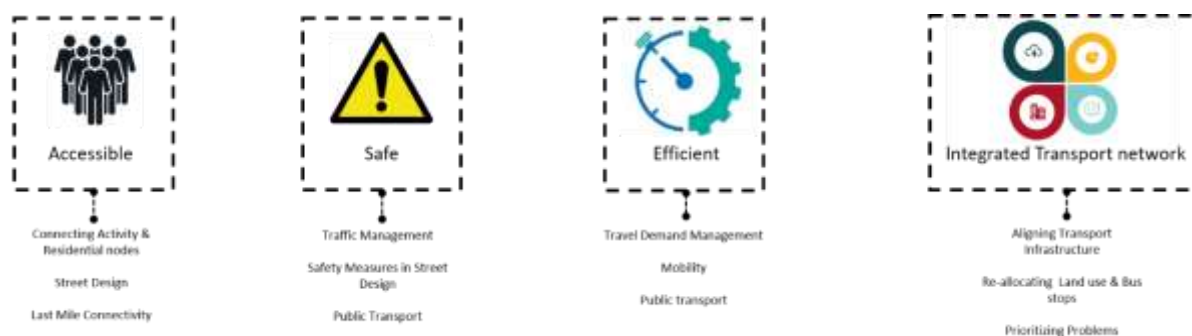 Accessible
Connecting Activity &
Residential nodes
Street Design
Last Mile Connectivity
Safe
Traffic Management
Safety Measures in Street
Design
Public Transport
Efficient
Travel Demand Management
Mobility
Public transport
Integrated Transport network
Aligning Transport
Infrastructure
Re-allocating Land use & Bus
stops
Prioritizing Problems